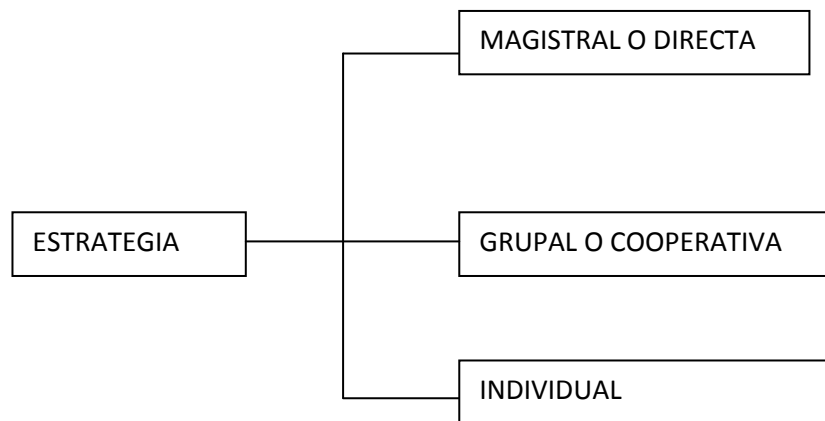 MAGISTRAL O DIRECTA
ESTRATEGIA
GRUPAL O COOPERATIVA
INDIVIDUAL